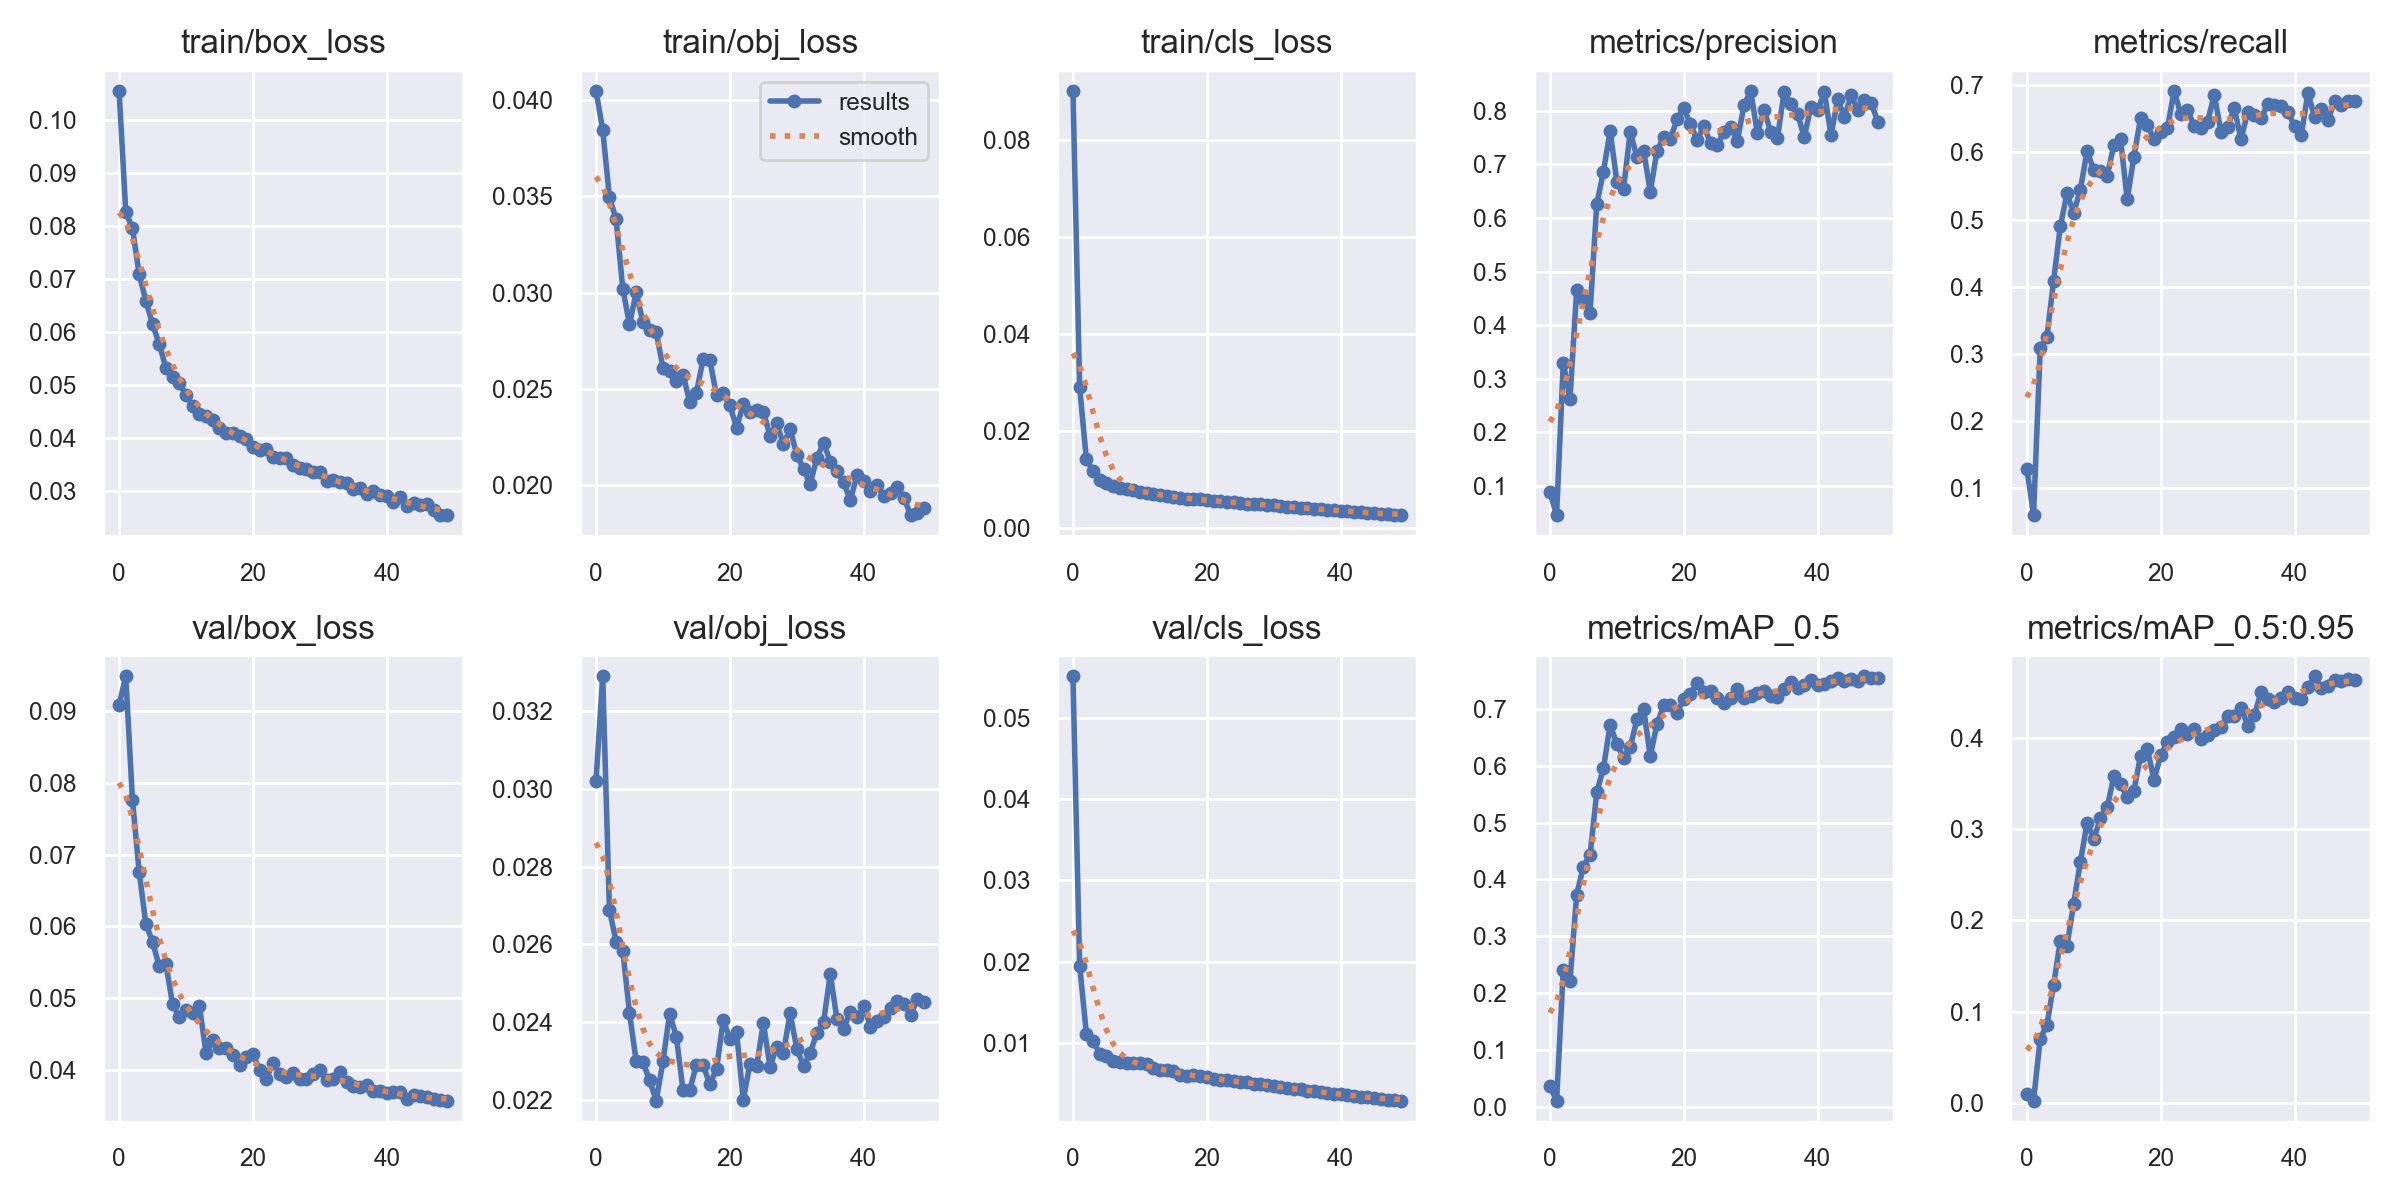 train/box_loss
0.10
0.09
0.08
0.07
0.06
0.05
0.04
0.03
0 20 40
train/obj_loss
results
smooth
0.040
0.035
0.030
0.025
0.020
0 20 40
train/cls_loss
0.08
0.06
0.04
0.02
0.00
0 20 40
metrics/precision
0.8
0.7
0.6
0.5
0.4
0.3
0.2
0.1
0 20 40
metrics/recall
0.7
0.6
0.5
0.4
0.3
0.2
0.1
0 20 40
val/box_loss
0.09
0.08
0.07
0.06
0.05
0.04
0 20 40
val/obj_loss
0.032
0.030
0.028
0.026
0.024
0.022
0 20 40
val/cls_loss
0.05
0.04
0.03
0.02
0.01
0 20 40
metrics/mAP_0.5
0.7
0.6
0.5
0.4
0.3
0.2
0.1
0.0
0 20 40
metrics/mAP_0.5:0.95
0.4
0.3
0.2
0.1
0.0
0 20 40